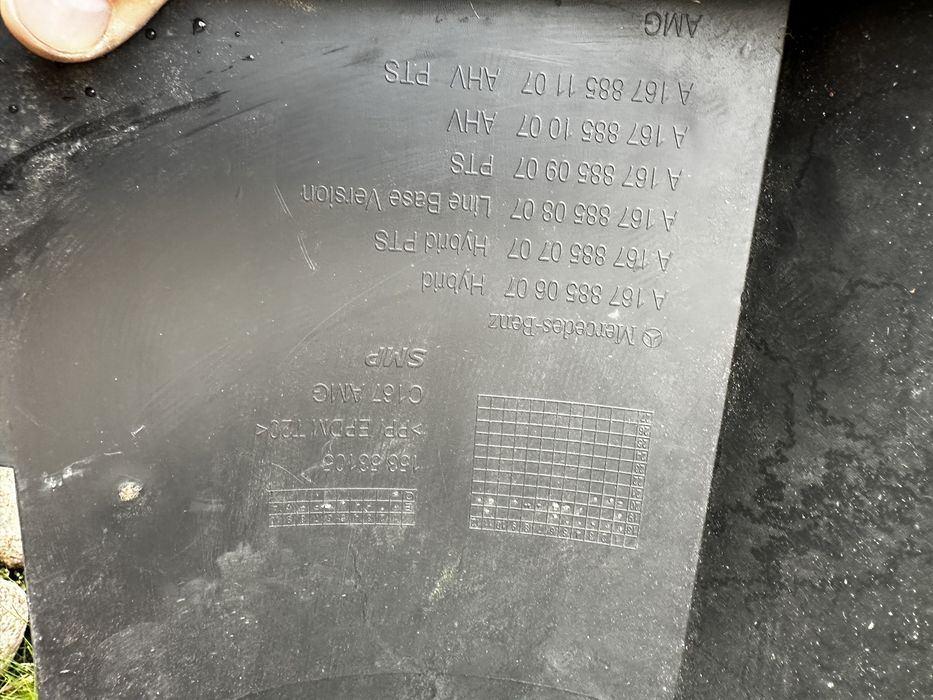 >PP/EPDM T20<
C167 AMG
SMP
Mercedes-Benz
A 167 885 06 07 Hybrid
A 167 885 07 07 Hybrid PTS
A 167 885 08 07 Line Base Version
A 167 885 09 07 PTS
A 167 885 10 07 AHV
A 167 885 11 07 AHV PTS
AMG